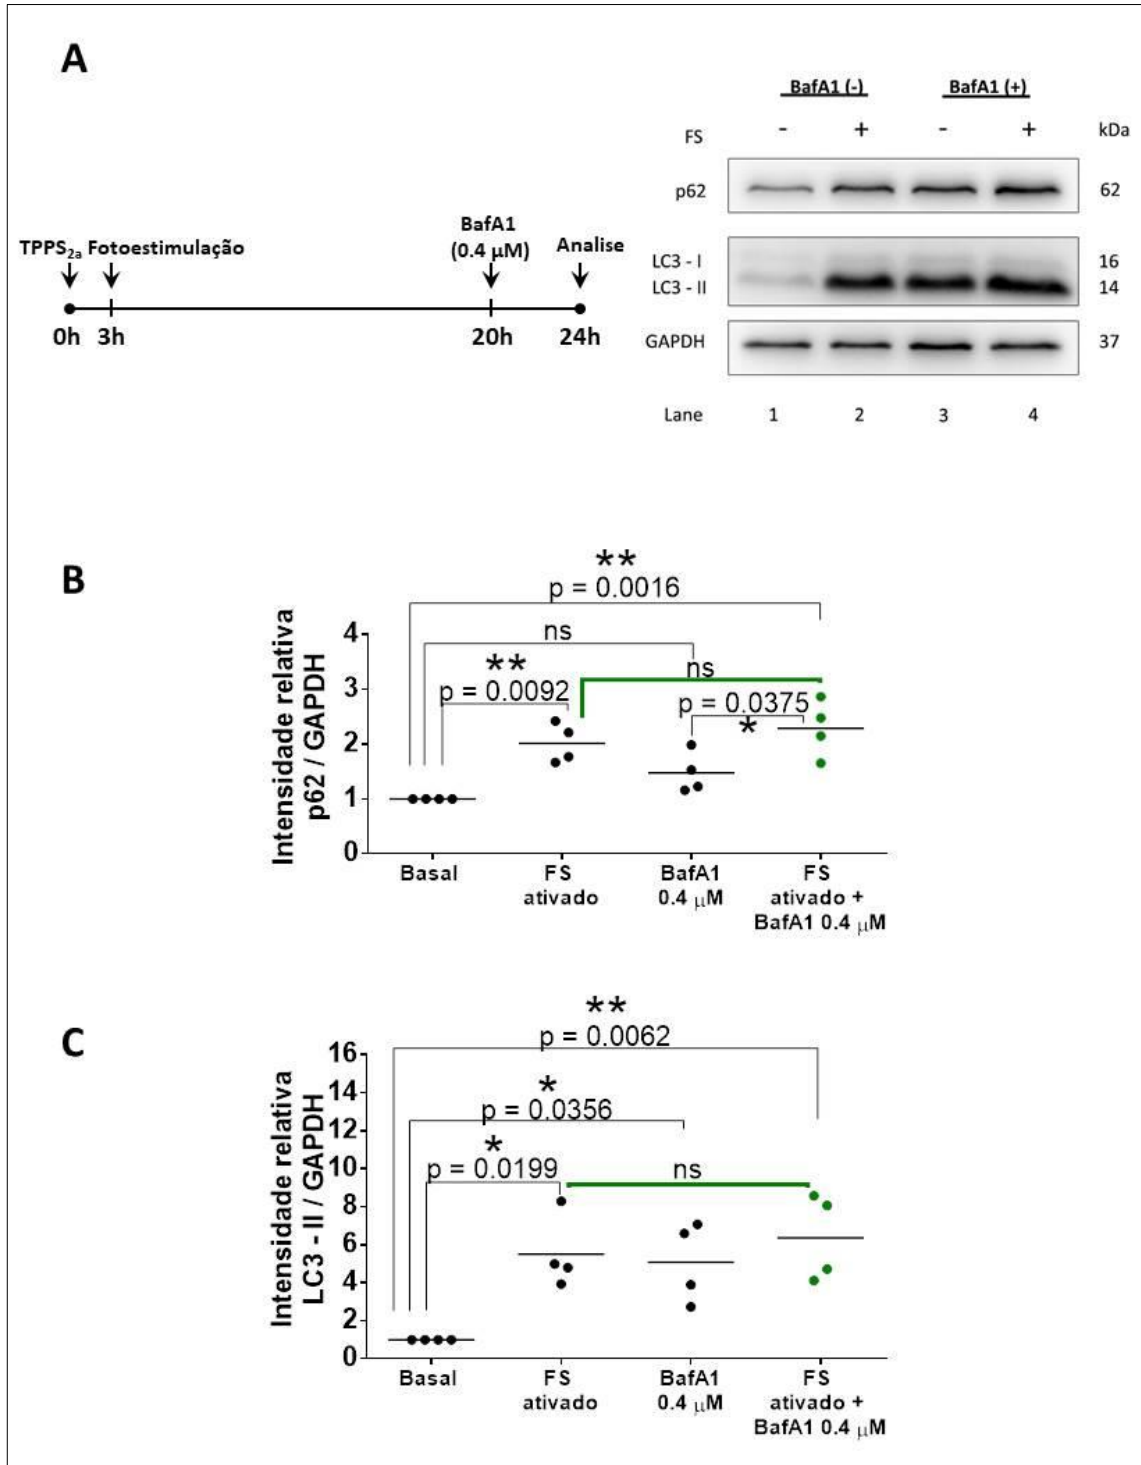 A
BafA1 (-) BafA1 (+)
FS - + - + kDa
p62 62
LC3 - I 16
LC3 - II 14
GAPDH 37
Lane 1 2 3 4
TPPS2a Fotoestimulação BafA1 (0.4 µM) Analise
0h 3h 20h 24h
B
**
p = 0.0016
ns
**
p = 0.0092
ns
p = 0.0375
*
Intensidade relativa
p62 / GAPDH
4
3
2
1
0
Basal FS ativado BafA1 0.4 µM FS ativado + BafA1 0.4 µM
C
**
p = 0.0062
*
p = 0.0356
*
p = 0.0199
ns
Intensidade relativa
LC3 - II / GAPDH
16
14
12
10
8
6
4
2
0
Basal FS ativado BafA1 0.4 µM FS ativado + BafA1 0.4 µM